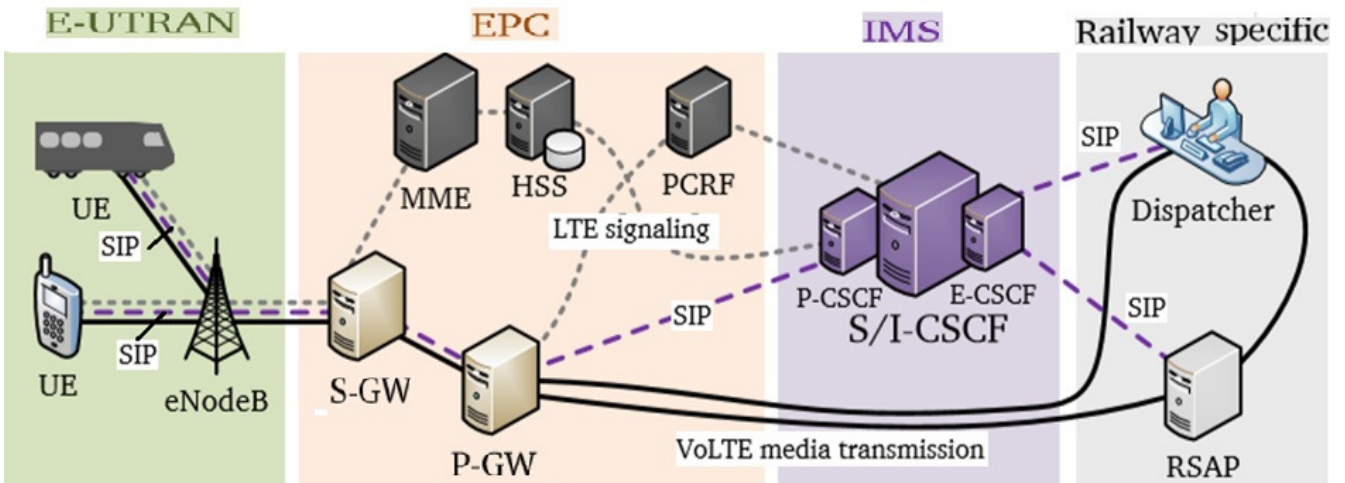 E-UTRAN
EPC
IMS
Railway specific
UE
SIP
UE
SIP
eNodeB
MME
HSS
PCRF
LTE signaling
S-GW
P-GW
SIP
P-CSCF
E-CSCF
S/I-CSCF
VoLTE media transmission
SIP
Dispatcher
SIP
RSAP